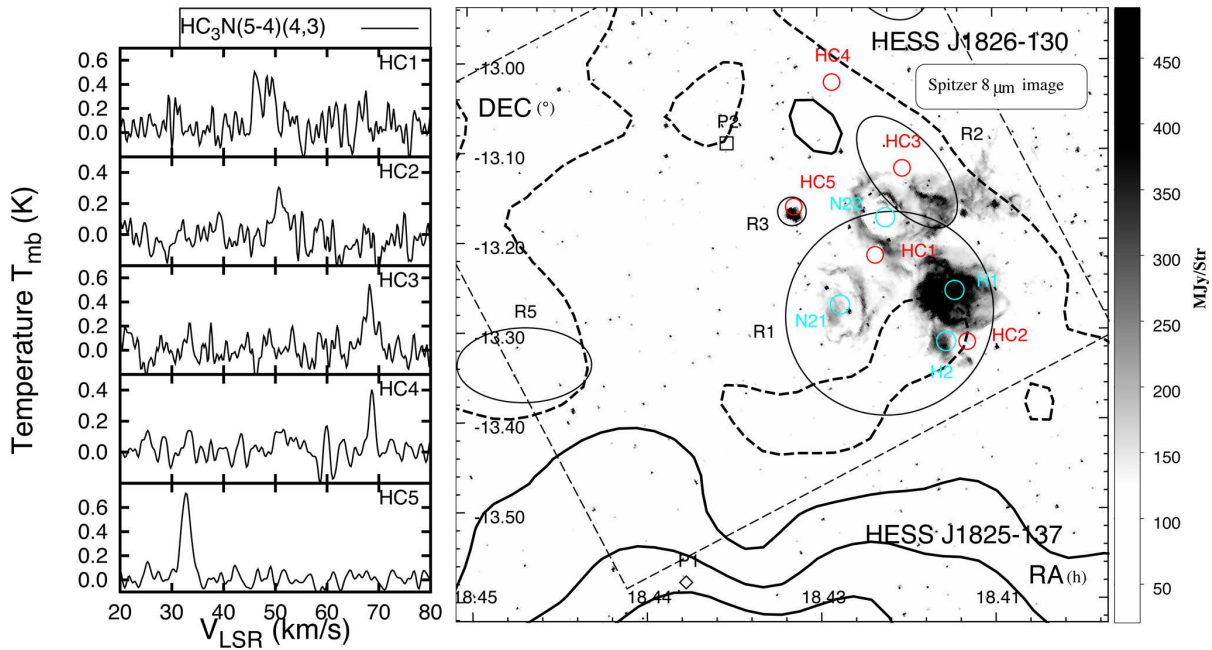 HC₃N(5-4)(4,3)
HC1
0.6
0.4
0.2
0.0
HC2
0.4
0.2
0.0
HC3
0.6
0.4
0.2
0.0
HC4
0.4
0.2
0.0
HC5
0.6
0.4
0.2
0.0
20 30 40 50 60 70 80
V_LSR (km/s)
Temperature T_mb (K)
HESS J1826-130
Spitzer 8 μm image
DEC (°)
-13.00
-13.10
-13.20
-13.30
-13.40
-13.50
HC4
P2
HC3
R2
HC5
N22
R3
HC1
H1
N21
R1
R5
HC2
H2
HESS J1825-137
P1
RA (h)
18.45 18.44 18.43 18.41
450
400
350
300
250
200
150
100
50
MJy/Str